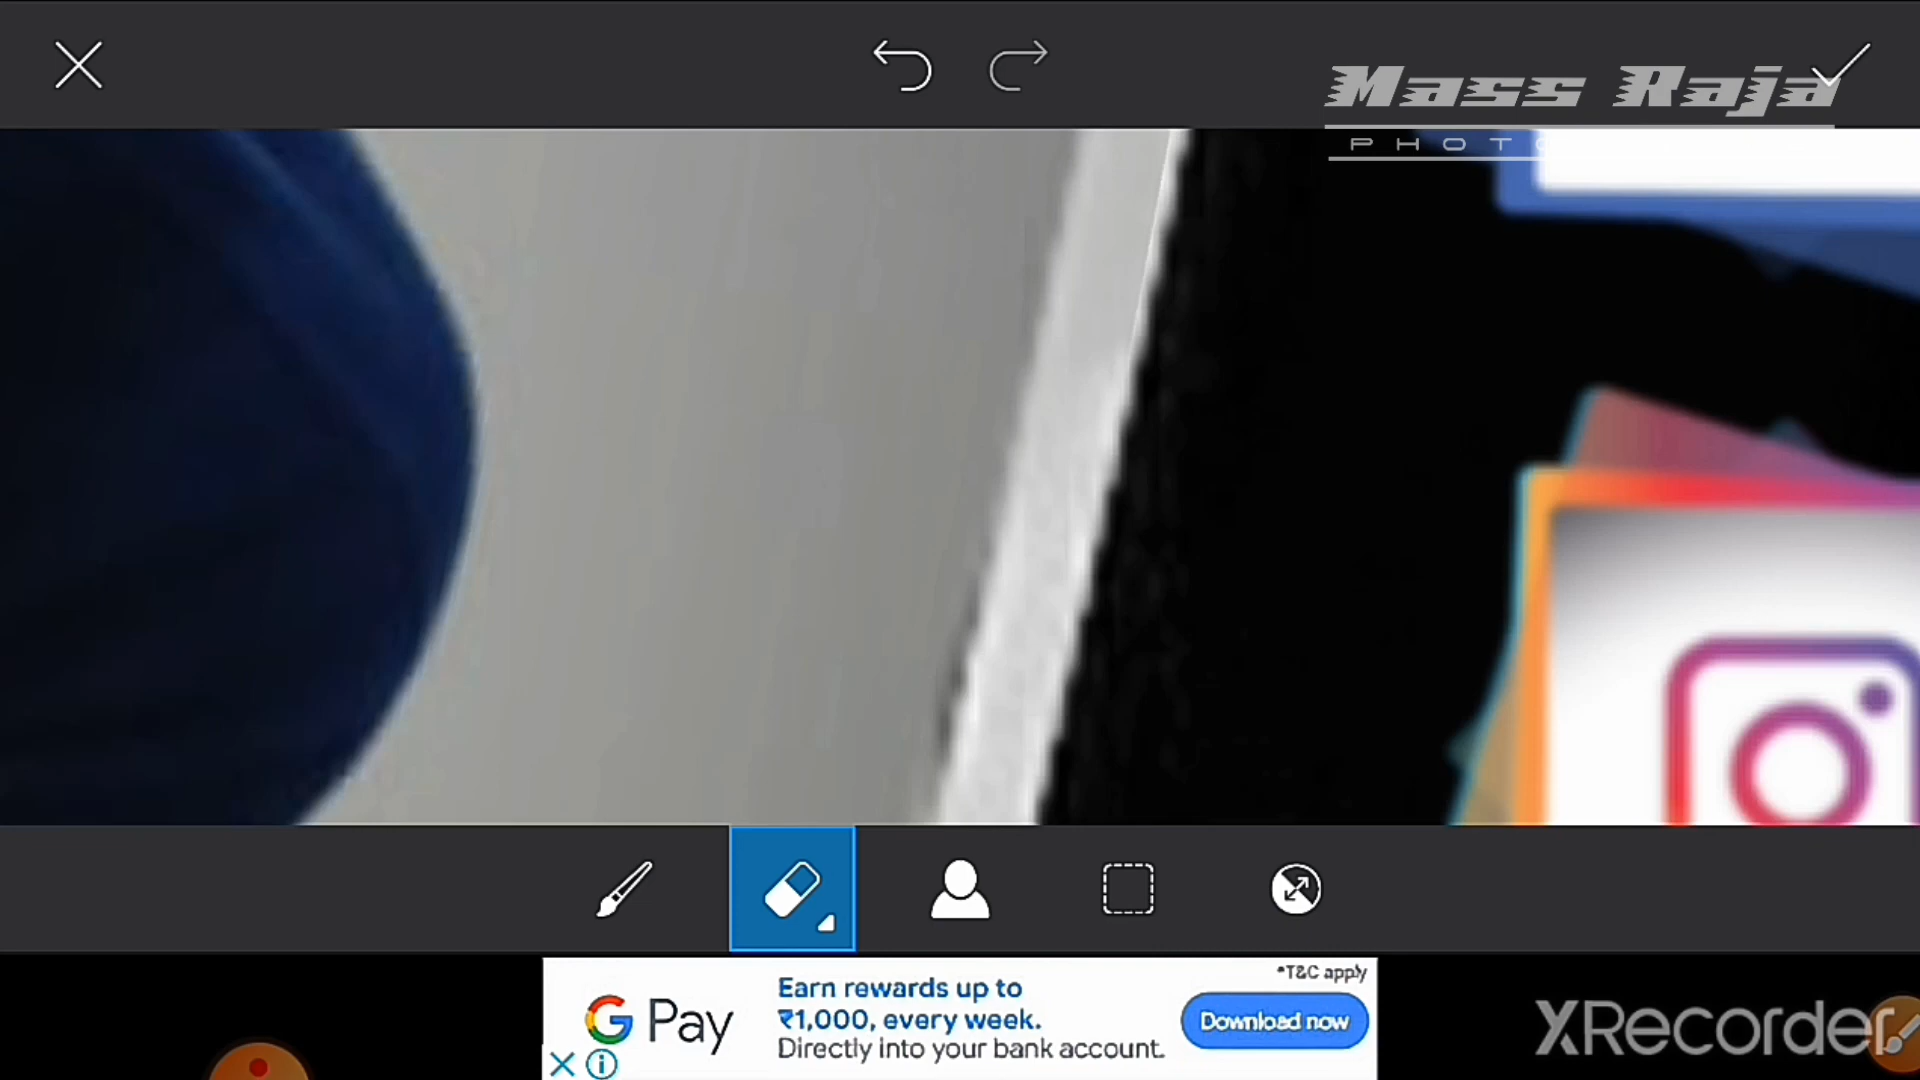 Mass Raja
PHOTO
*T&C apply
Earn rewards up to
₹1,000, every week.
Directly into your bank account.
G Pay
Download now
XRecorder